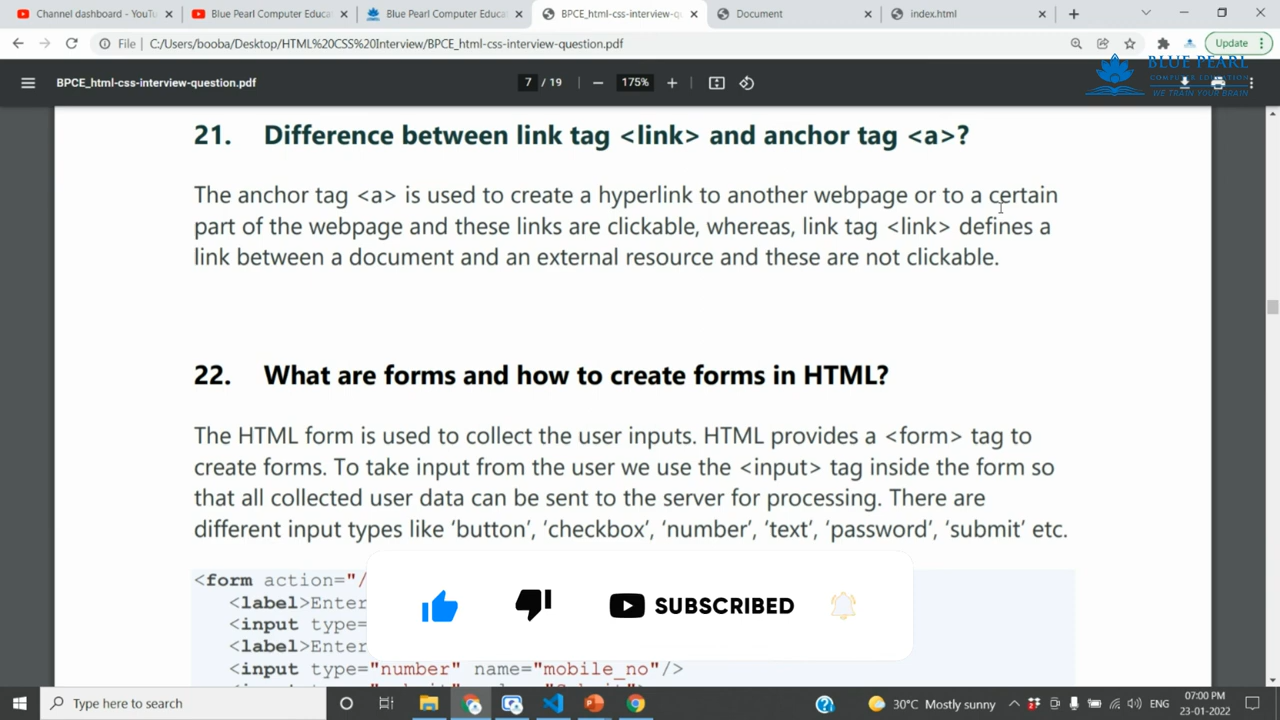 Channel dashboard - YouTu
Blue Pearl Computer Educa
Blue Pearl Computer Educa
BPCE_html-css-interview-qu
Document
index.html
File
C:/Users/booba/Desktop/HTML%20CSS%20Interview/BPCE_html-css-interview-question.pdf
Update
BPCE_html-css-interview-question.pdf
7 / 19
175%
BLUE PEARL
COMPUTER EDUCATION
WE TRAIN YOUR BRAIN
21. Difference between link tag <link> and anchor tag <a>?
The anchor tag <a> is used to create a hyperlink to another webpage or to a certain
part of the webpage and these links are clickable, whereas, link tag <link> defines a
link between a document and an external resource and these are not clickable.
22. What are forms and how to create forms in HTML?
The HTML form is used to collect the user inputs. HTML provides a <form> tag to
create forms. To take input from the user we use the <input> tag inside the form so
that all collected user data can be sent to the server for processing. There are
different input types like ‘button’, ‘checkbox’, ‘number’, ‘text’, ‘password’, ‘submit’ etc.
<form action="/
<label>Enter
<input type=
<label>Enter
<input type="number" name="mobile_no"/>
SUBSCRIBED
Type here to search
30°C Mostly sunny
ENG
07:00 PM
23-01-2022